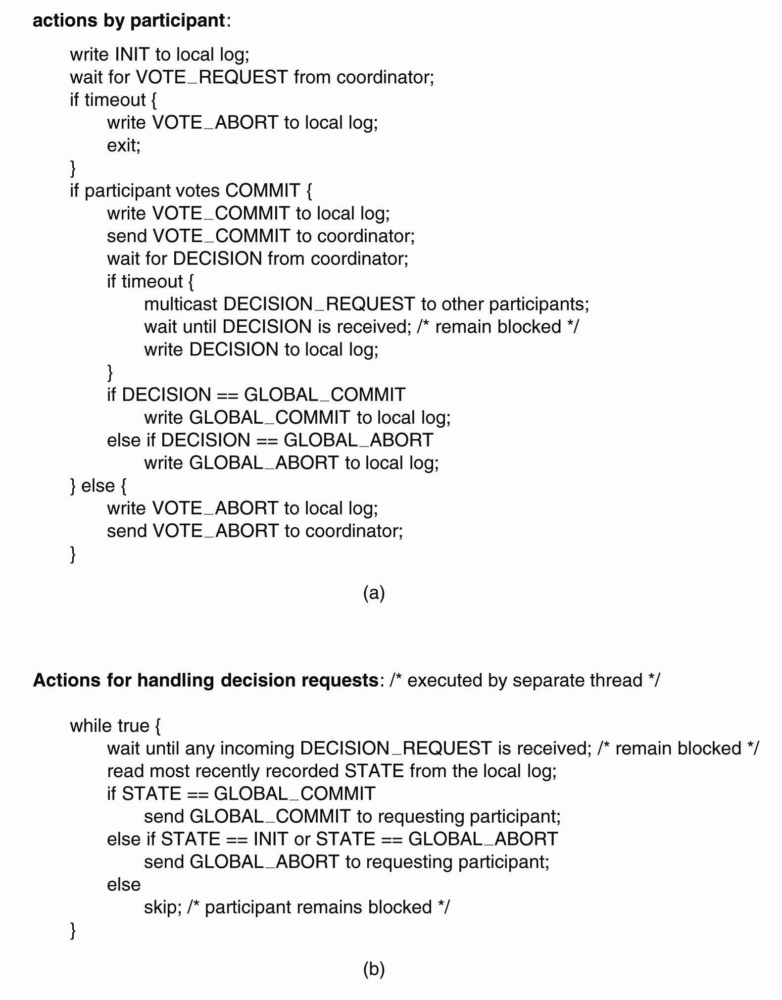 actions by participant:
write INIT to local log;
wait for VOTE_REQUEST from coordinator;
if timeout {
write VOTE_ABORT to local log;
exit;
}
if participant votes COMMIT {
write VOTE_COMMIT to local log;
send VOTE_COMMIT to coordinator;
wait for DECISION from coordinator;
if timeout {
multicast DECISION_REQUEST to other participants;
wait until DECISION is received; /* remain blocked */
write DECISION to local log;
}
if DECISION == GLOBAL_COMMIT
write GLOBAL_COMMIT to local log;
else if DECISION == GLOBAL_ABORT
write GLOBAL_ABORT to local log;
} else {
write VOTE_ABORT to local log;
send VOTE_ABORT to coordinator;
}
(a)
Actions for handling decision requests: /* executed by separate thread */
while true {
wait until any incoming DECISION_REQUEST is received; /* remain blocked */
read most recently recorded STATE from the local log;
if STATE == GLOBAL_COMMIT
send GLOBAL_COMMIT to requesting participant;
else if STATE == INIT or STATE == GLOBAL_ABORT
send GLOBAL_ABORT to requesting participant;
else
skip; /* participant remains blocked */
}
(b)